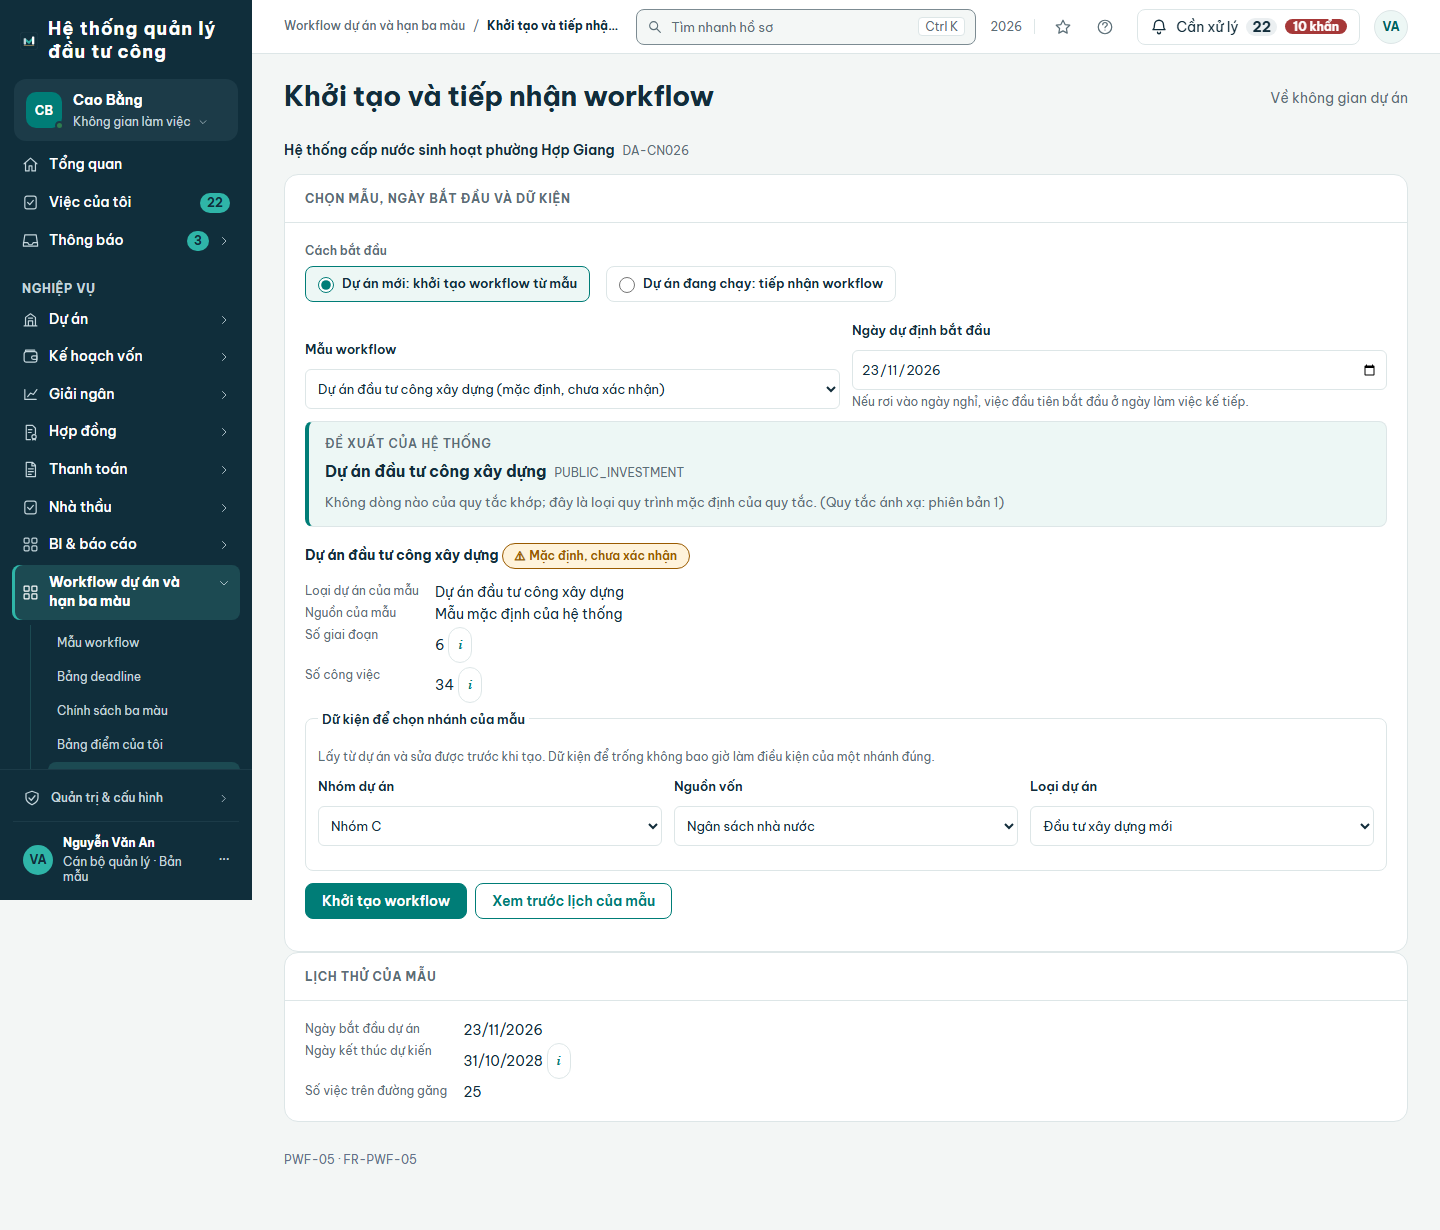 Hệ thống quản lý
đầu tư công
CB
Cao Bằng
Không gian làm việc
Tổng quan
Việc của tôi
22
Thông báo
3
NGHIỆP VỤ
Dự án
Kế hoạch vốn
Giải ngân
Hợp đồng
Thanh toán
Nhà thầu
BI & báo cáo
Workflow dự án và
hạn ba màu
Mẫu workflow
Bảng deadline
Chính sách ba màu
Bảng điểm của tôi
Quản trị & cấu hình
VA
Nguyễn Văn An
Cán bộ quản lý · Bản
mẫu
Workflow dự án và hạn ba màu / Khởi tạo và tiếp nhậ...
Tìm nhanh hồ sơ
Ctrl K
2026
Cần xử lý 22 10 khẩn
VA
Khởi tạo và tiếp nhận workflow
Về không gian dự án
Hệ thống cấp nước sinh hoạt phường Hợp Giang DA-CN026
CHỌN MẪU, NGÀY BẮT ĐẦU VÀ DỮ KIỆN
Cách bắt đầu
Dự án mới: khởi tạo workflow từ mẫu
Dự án đang chạy: tiếp nhận workflow
Mẫu workflow
Dự án đầu tư công xây dựng (mặc định, chưa xác nhận)
Ngày dự định bắt đầu
23/11/2026
Nếu rơi vào ngày nghỉ, việc đầu tiên bắt đầu ở ngày làm việc kế tiếp.
ĐỀ XUẤT CỦA HỆ THỐNG
Dự án đầu tư công xây dựng PUBLIC_INVESTMENT
Không dòng nào của quy tắc khớp; đây là loại quy trình mặc định của quy tắc. (Quy tắc ánh xạ: phiên bản 1)
Dự án đầu tư công xây dựng ⚠ Mặc định, chưa xác nhận
Loại dự án của mẫu Dự án đầu tư công xây dựng
Nguồn của mẫu Mẫu mặc định của hệ thống
Số giai đoạn 6 i
Số công việc 34 i
Dữ kiện để chọn nhánh của mẫu
Lấy từ dự án và sửa được trước khi tạo. Dữ kiện để trống không bao giờ làm điều kiện của một nhánh đúng.
Nhóm dự án
Nhóm C
Nguồn vốn
Ngân sách nhà nước
Loại dự án
Đầu tư xây dựng mới
Khởi tạo workflow
Xem trước lịch của mẫu
LỊCH THỬ CỦA MẪU
Ngày bắt đầu dự án 23/11/2026
Ngày kết thúc dự kiến 31/10/2028 i
Số việc trên đường găng 25
PWF-05 · FR-PWF-05